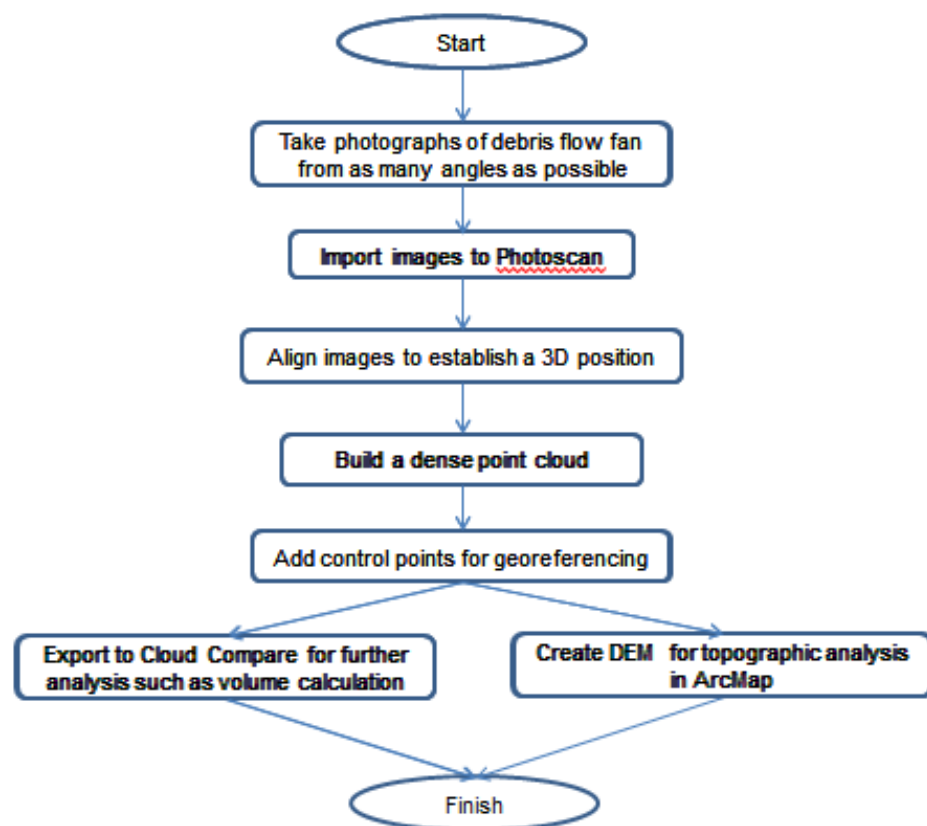 Start
Take photographs of debris flow fan
from as many angles as possible
Import images to Photoscan
Align images to establish a 3D position
Build a dense point cloud
Add control points for georeferencing
Export to Cloud Compare for further
analysis such as volume calculation
Create DEM for topographic analysis
in ArcMap
Finish